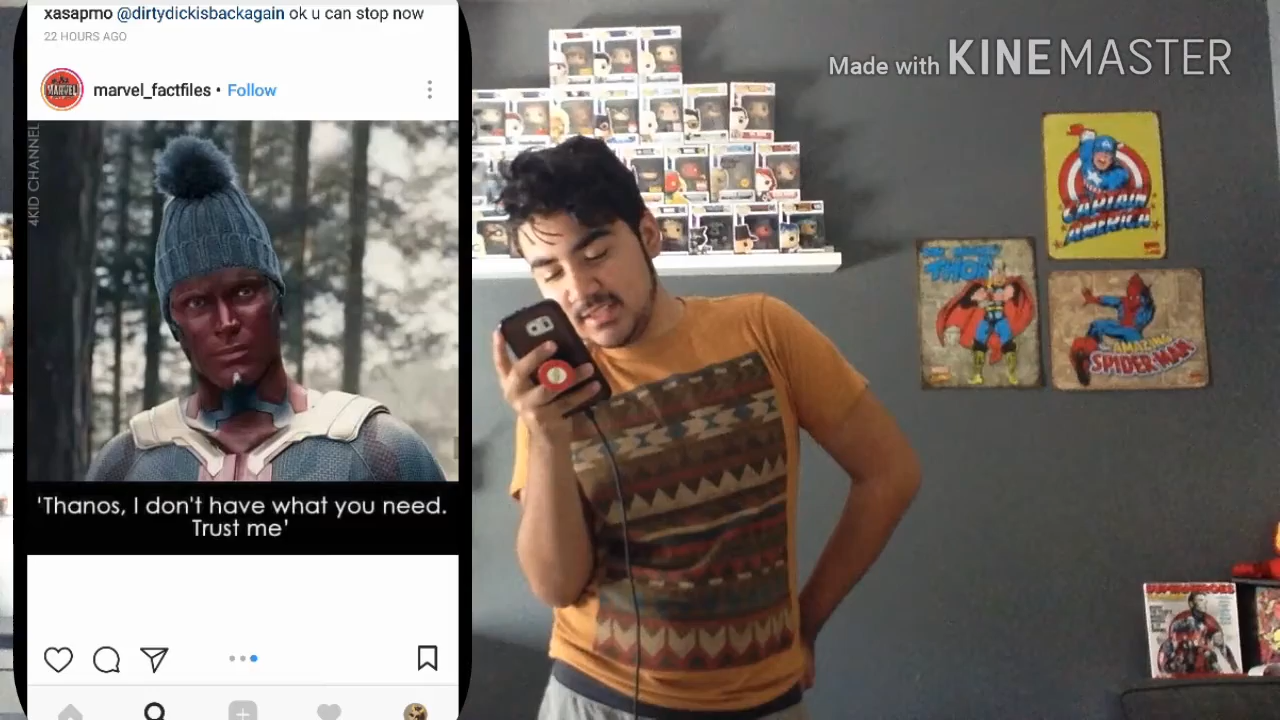 xasapmo @dirtydickisbackagain ok u can stop now
22 HOURS AGO
MARVEL
marvel_factfiles • Follow
4KID CHANNEL
'Thanos, I don't have what you need.
Trust me'
Made with KINEMASTER
CAPTAIN
AMERICA
THOR
AMAZING
SPIDER-MAN